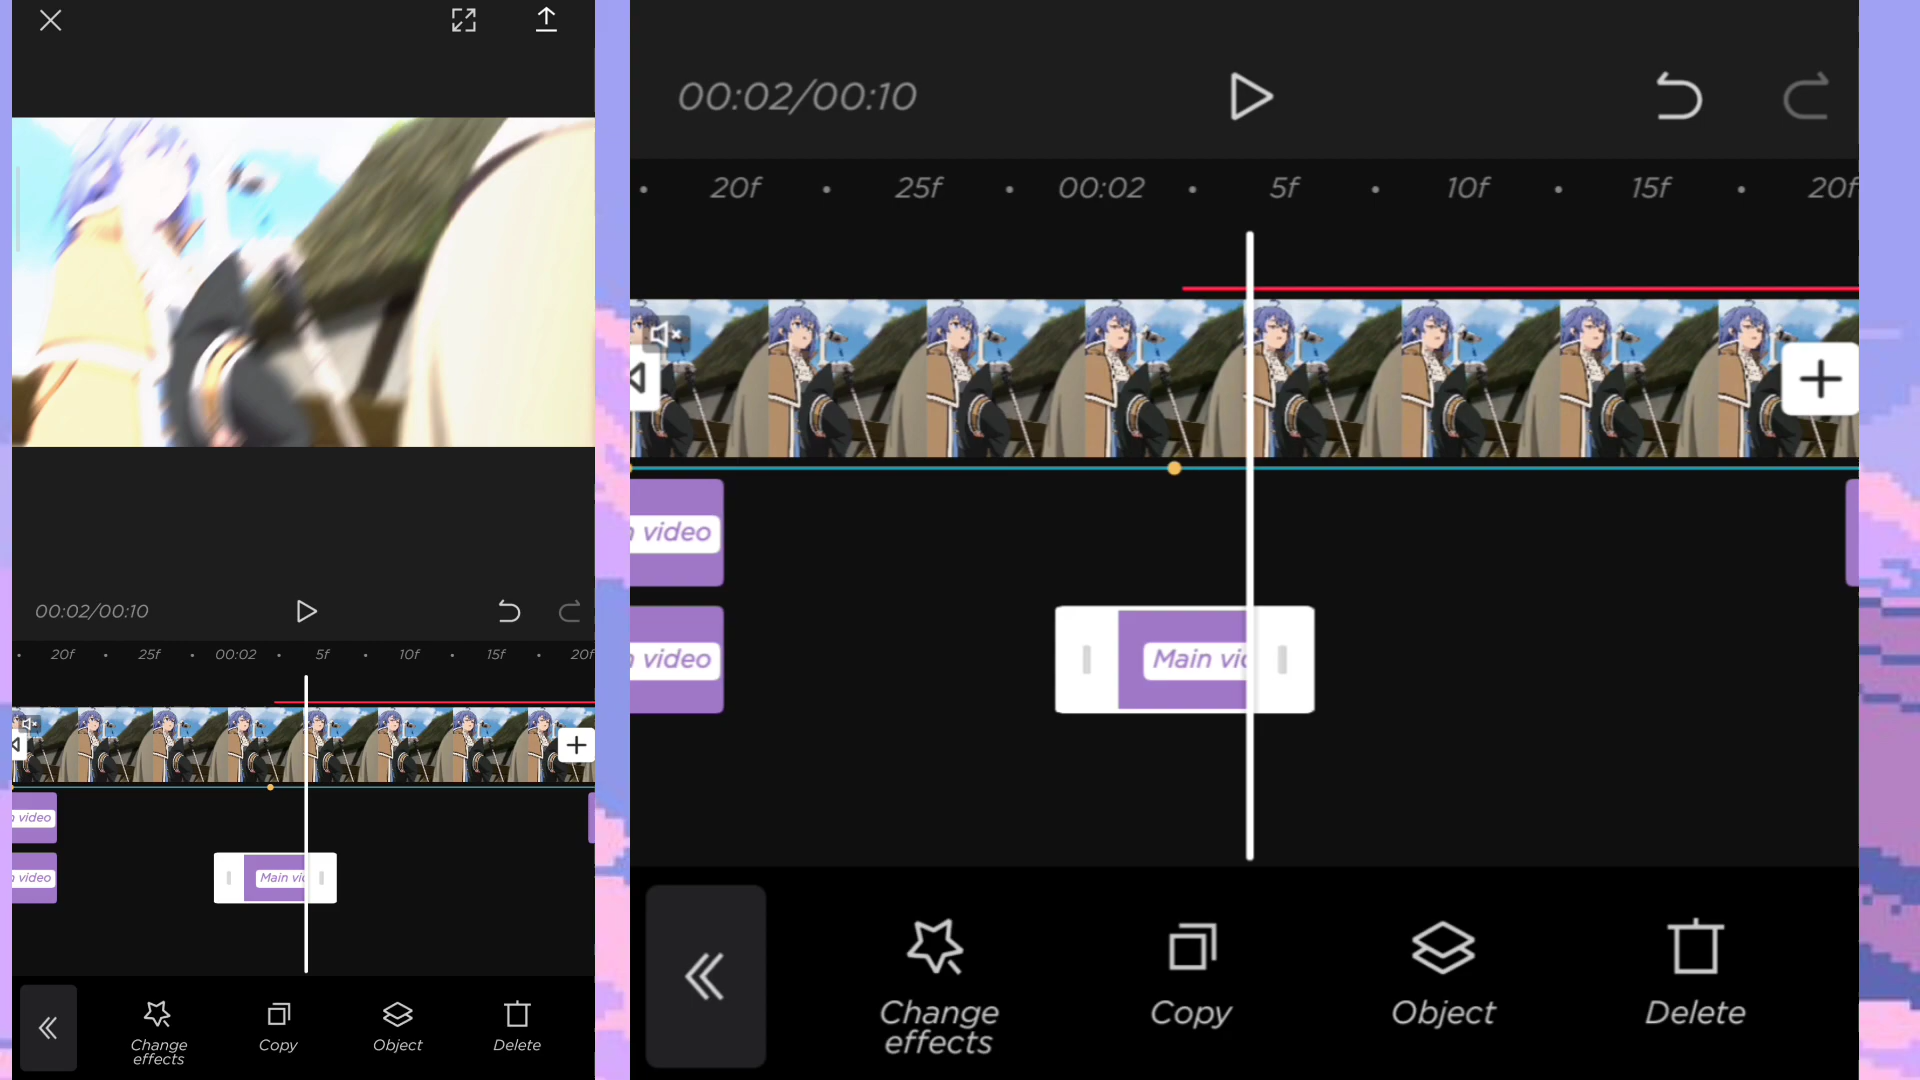 00:02/00:10
20f 25f 00:02 5f 10f 15f 20f
video
video
Main
Change effects Copy Object Delete
00:02/00:10
20f 25f 00:02 5f 10f 15f 20f
video
video
Main
Change effects Copy Object Delete